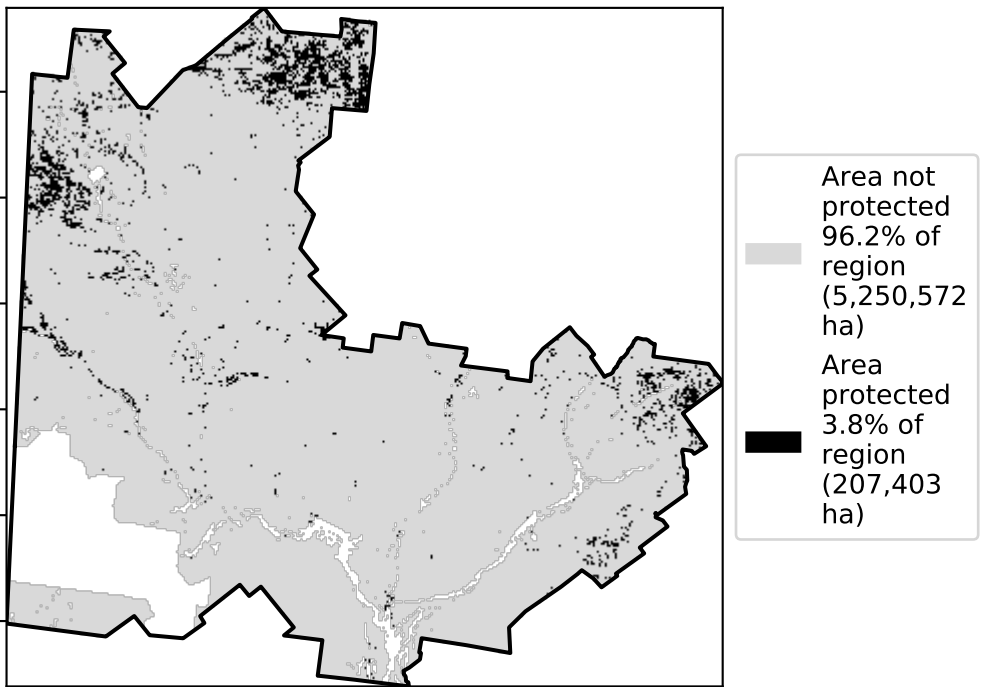 Area not
protected
96.2% of
region
(5,250,572
ha)
Area
protected
3.8% of
region
(207,403
ha)